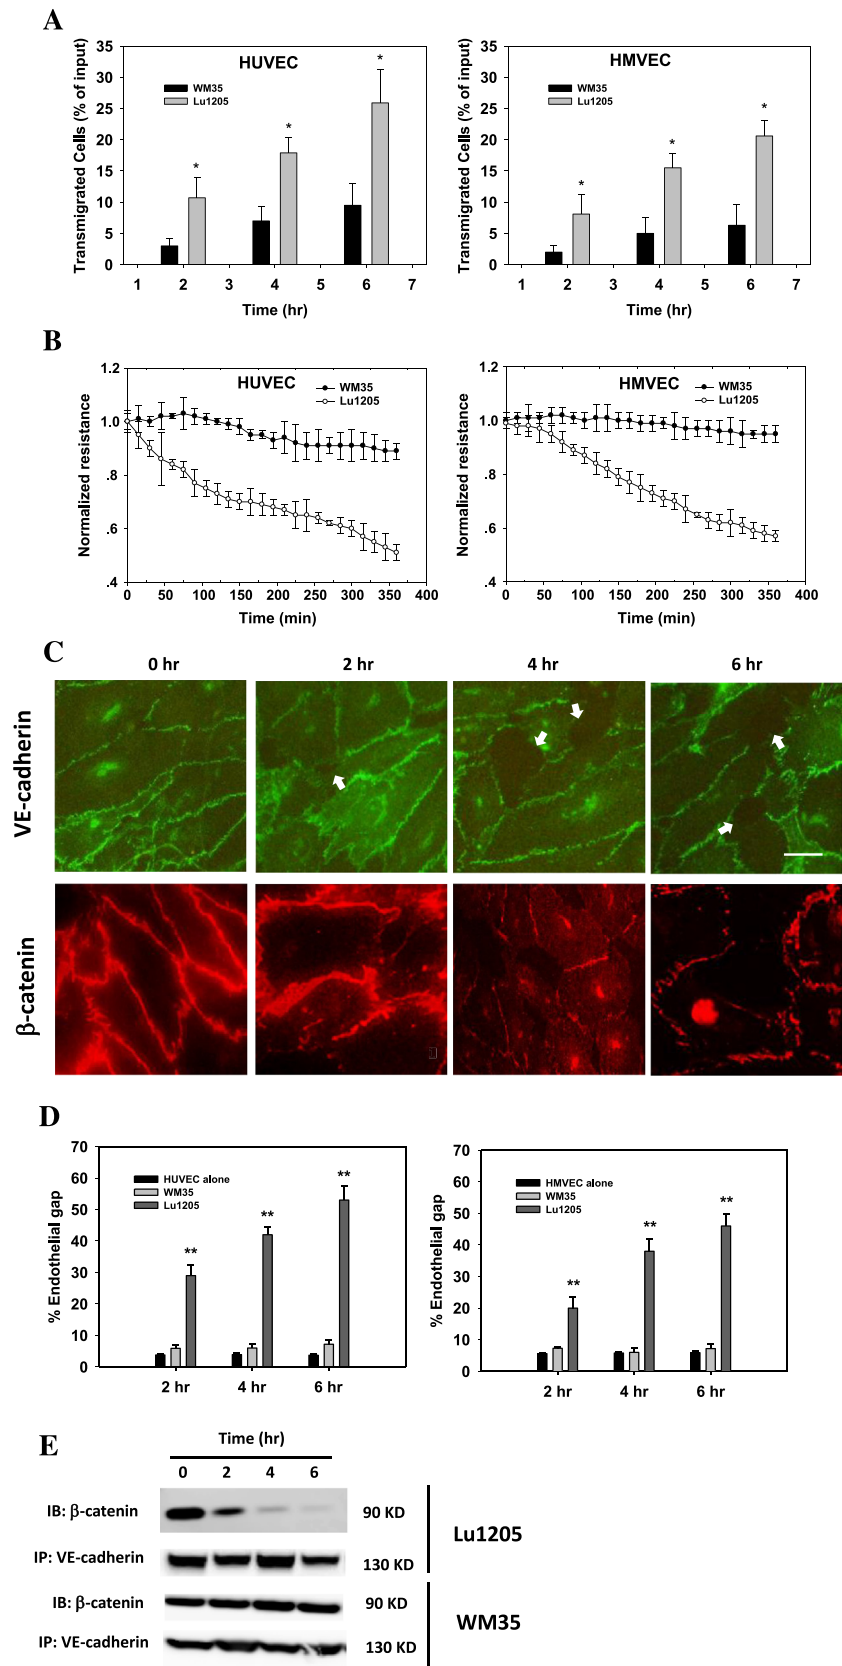 A
HUVEC
WM35
Lu1205
Transmigrated Cells (% of input)
35
30
25
20
15
10
5
0
* * *
1 2 3 4 5 6 7
Time (hr)
HMVEC
WM35
Lu1205
Transmigrated Cells (% of input)
35
30
25
20
15
10
5
0
* * *
1 2 3 4 5 6 7
Time (hr)
B
HUVEC
WM35
Lu1205
Normalized resistance
1.2
1.0
.8
.6
.4
0 50 100 150 200 250 300 350 400
Time (min)
HMVEC
WM35
Lu1205
Normalized resistance
1.2
1.0
.8
.6
.4
0 50 100 150 200 250 300 350 400
Time (min)
C
0 hr 2 hr 4 hr 6 hr
VE-cadherin
β-catenin
D
HUVEC alone
WM35
Lu1205
% Endothelial gap
70
60
50
40
30
20
10
0
** ** **
2 hr 4 hr 6 hr
HMVEC alone
WM35
Lu1205
% Endothelial gap
70
60
50
40
30
20
10
0
** ** **
2 hr 4 hr 6 hr
E
Time (hr)
0 2 4 6
IB: β-catenin 90 KD
IP: VE-cadherin 130 KD
Lu1205
IB: β-catenin 90 KD
IP: VE-cadherin 130 KD
WM35